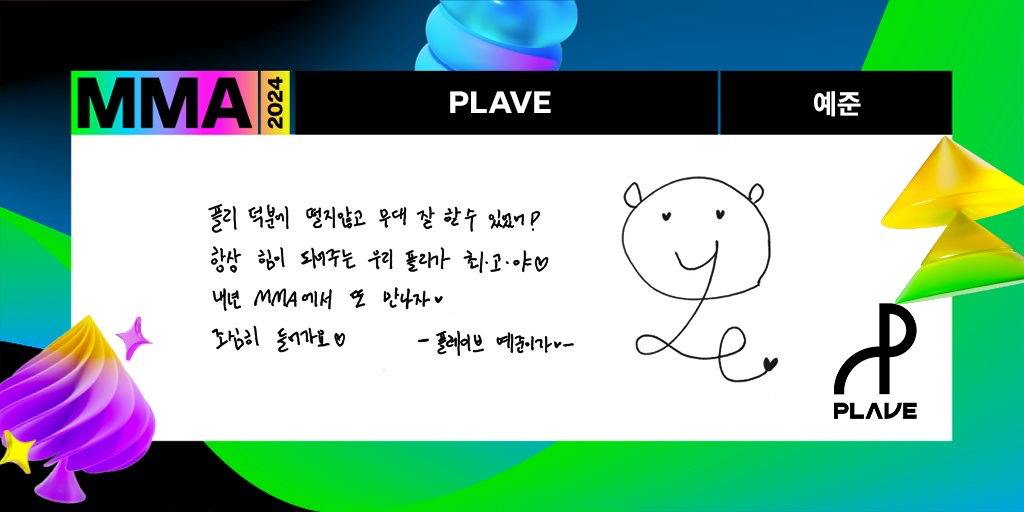 MMA 2024
PLAVE
예준
플리 덕분에 떨지않고 무대 잘 할 수 있었어!
항상 힘이 되어주는 우리 플리가 최·고·야♡
내년 MMA에서 또 만나자♥
조심히 들어가요♡
-플레이브 예준이가♥-
PLAVE